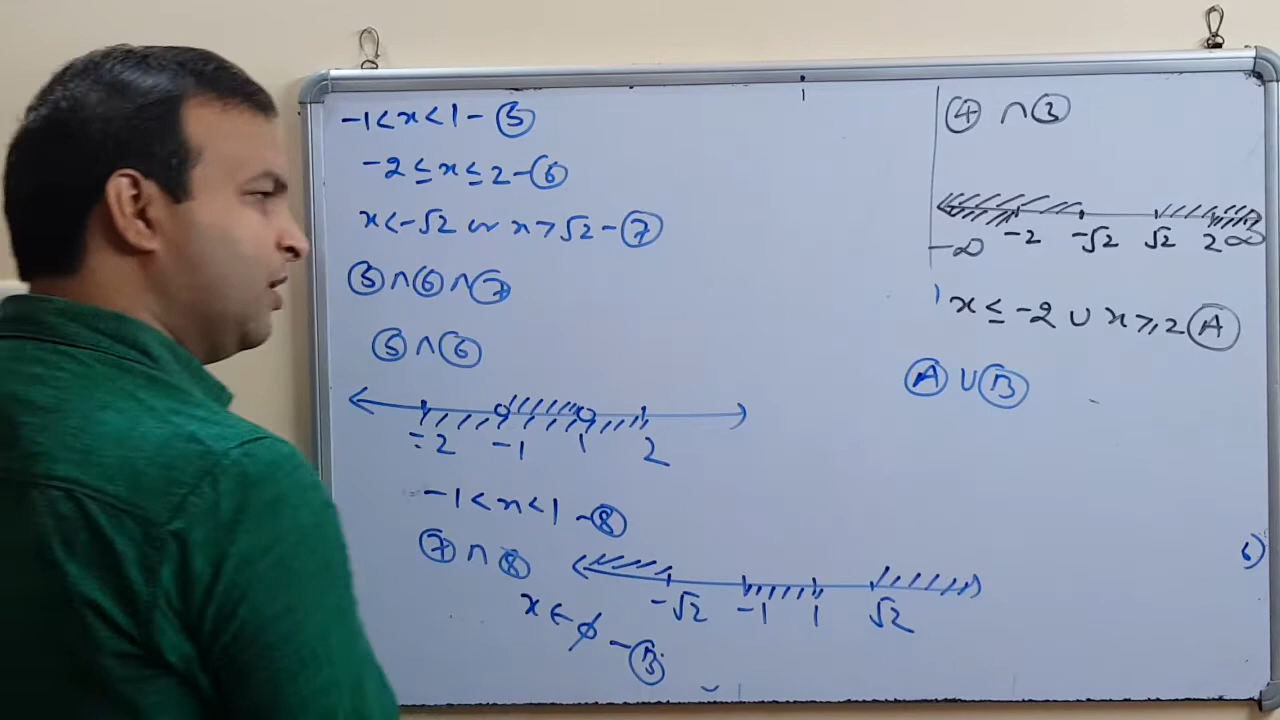 -1 < x < 1 - ⑤
-2 ≤ x ≤ 2 - ⑥
x < -√2 or x > √2 - ⑦
⑤ ∩ ⑥ ∩ ⑦
⑤ ∩ ⑥
-2 -1 1 2
-1 < x < 1 - ⑧
⑦ ∩ ⑧
-√2 -1 1 √2
x ∈ ϕ - Ⓑ
④ ∩ ③
-∞ -2 -√2 √2 2 ∞
x ≤ -2 ∪ x ≥ 2 Ⓐ
Ⓐ ∪ Ⓑ
6)